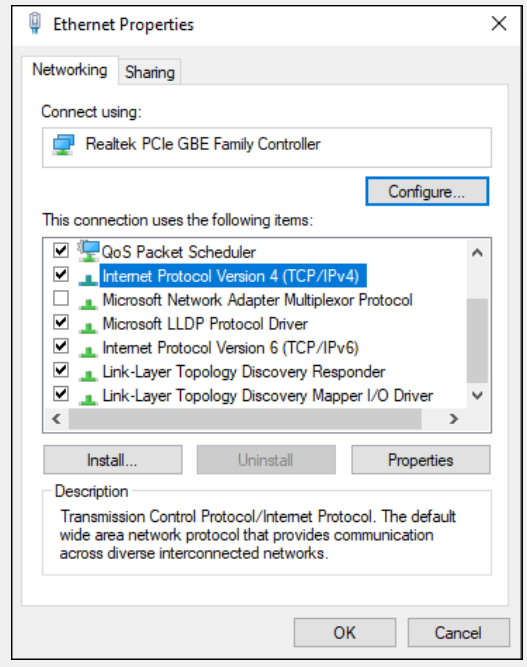 Ethernet Properties
Networking
Sharing
Connect using:
Realtek PCIe GBE Family Controller
Configure...
This connection uses the following items:
QoS Packet Scheduler
Internet Protocol Version 4 (TCP/IPv4)
Microsoft Network Adapter Multiplexor Protocol
Microsoft LLDP Protocol Driver
Internet Protocol Version 6 (TCP/IPv6)
Link-Layer Topology Discovery Responder
Link-Layer Topology Discovery Mapper I/O Driver
Install...
Uninstall
Properties
Description
Transmission Control Protocol/Internet Protocol. The default
wide area network protocol that provides communication
across diverse interconnected networks.
OK
Cancel